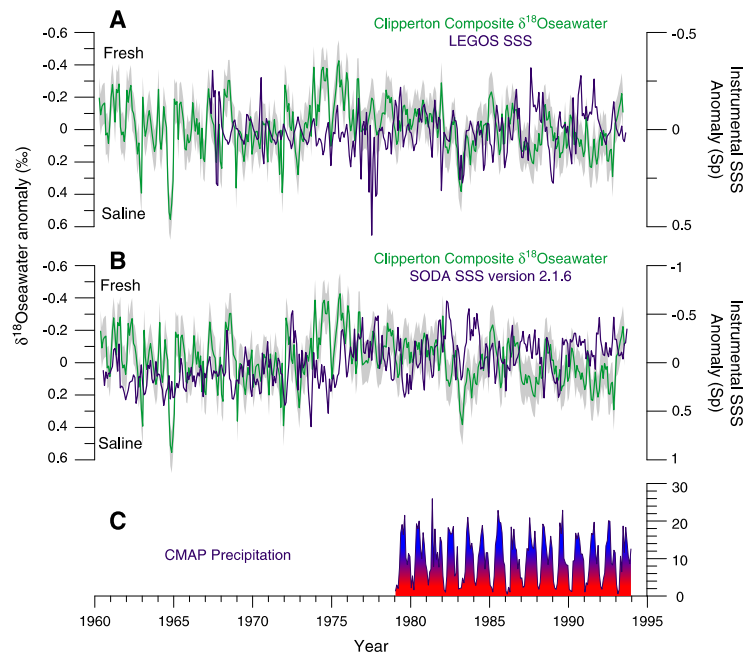 A
Clipperton Composite δ18Oseawater
LEGOS SSS
Fresh
Saline
-0.6
-0.4
-0.2
0
0.2
0.4
0.6
-0.5
0
0.5
Instrumental SSS
Anomaly (Sp)
δ18Oseawater anomaly (‰)
B
Clipperton Composite δ18Oseawater
SODA SSS version 2.1.6
Fresh
Saline
-0.6
-0.4
-0.2
0
0.2
0.4
0.6
-1
-0.5
0
0.5
1
Instrumental SSS
Anomaly (Sp)
C
CMAP Precipitation
30
20
10
0
1960 1965 1970 1975 1980 1985 1990 1995
Year